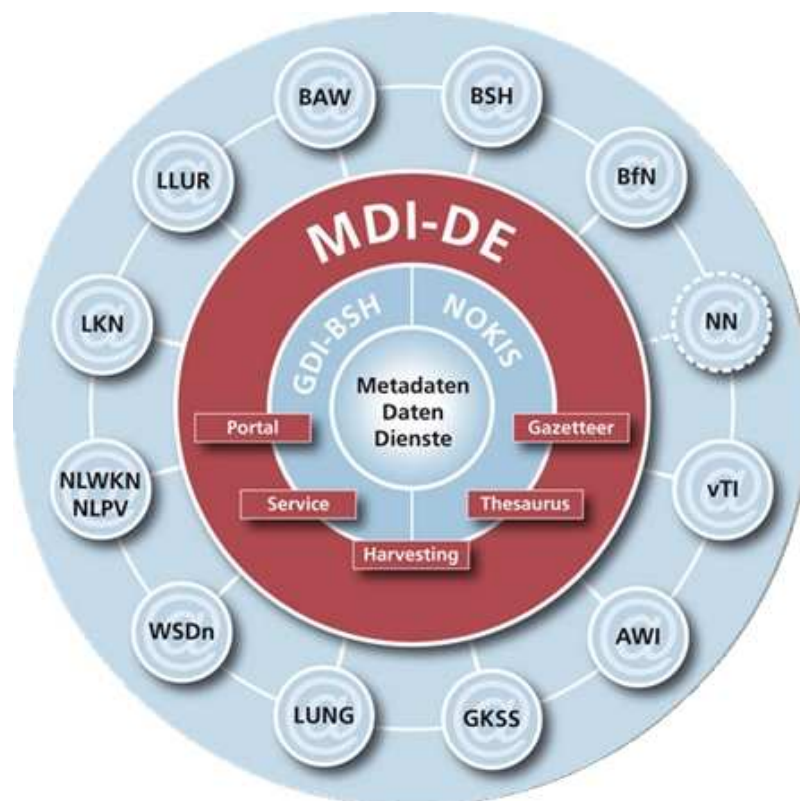 BAW
BSH
LLUR
BfN
MDI-DE
LKN
GDI-BSH
NOKIS
NN
Metadaten
Daten
Dienste
Portal
Gazetteer
NLWKN
NLPV
Service
Thesaurus
vTI
Harvesting
WSDn
AWI
LUNG
GKSS